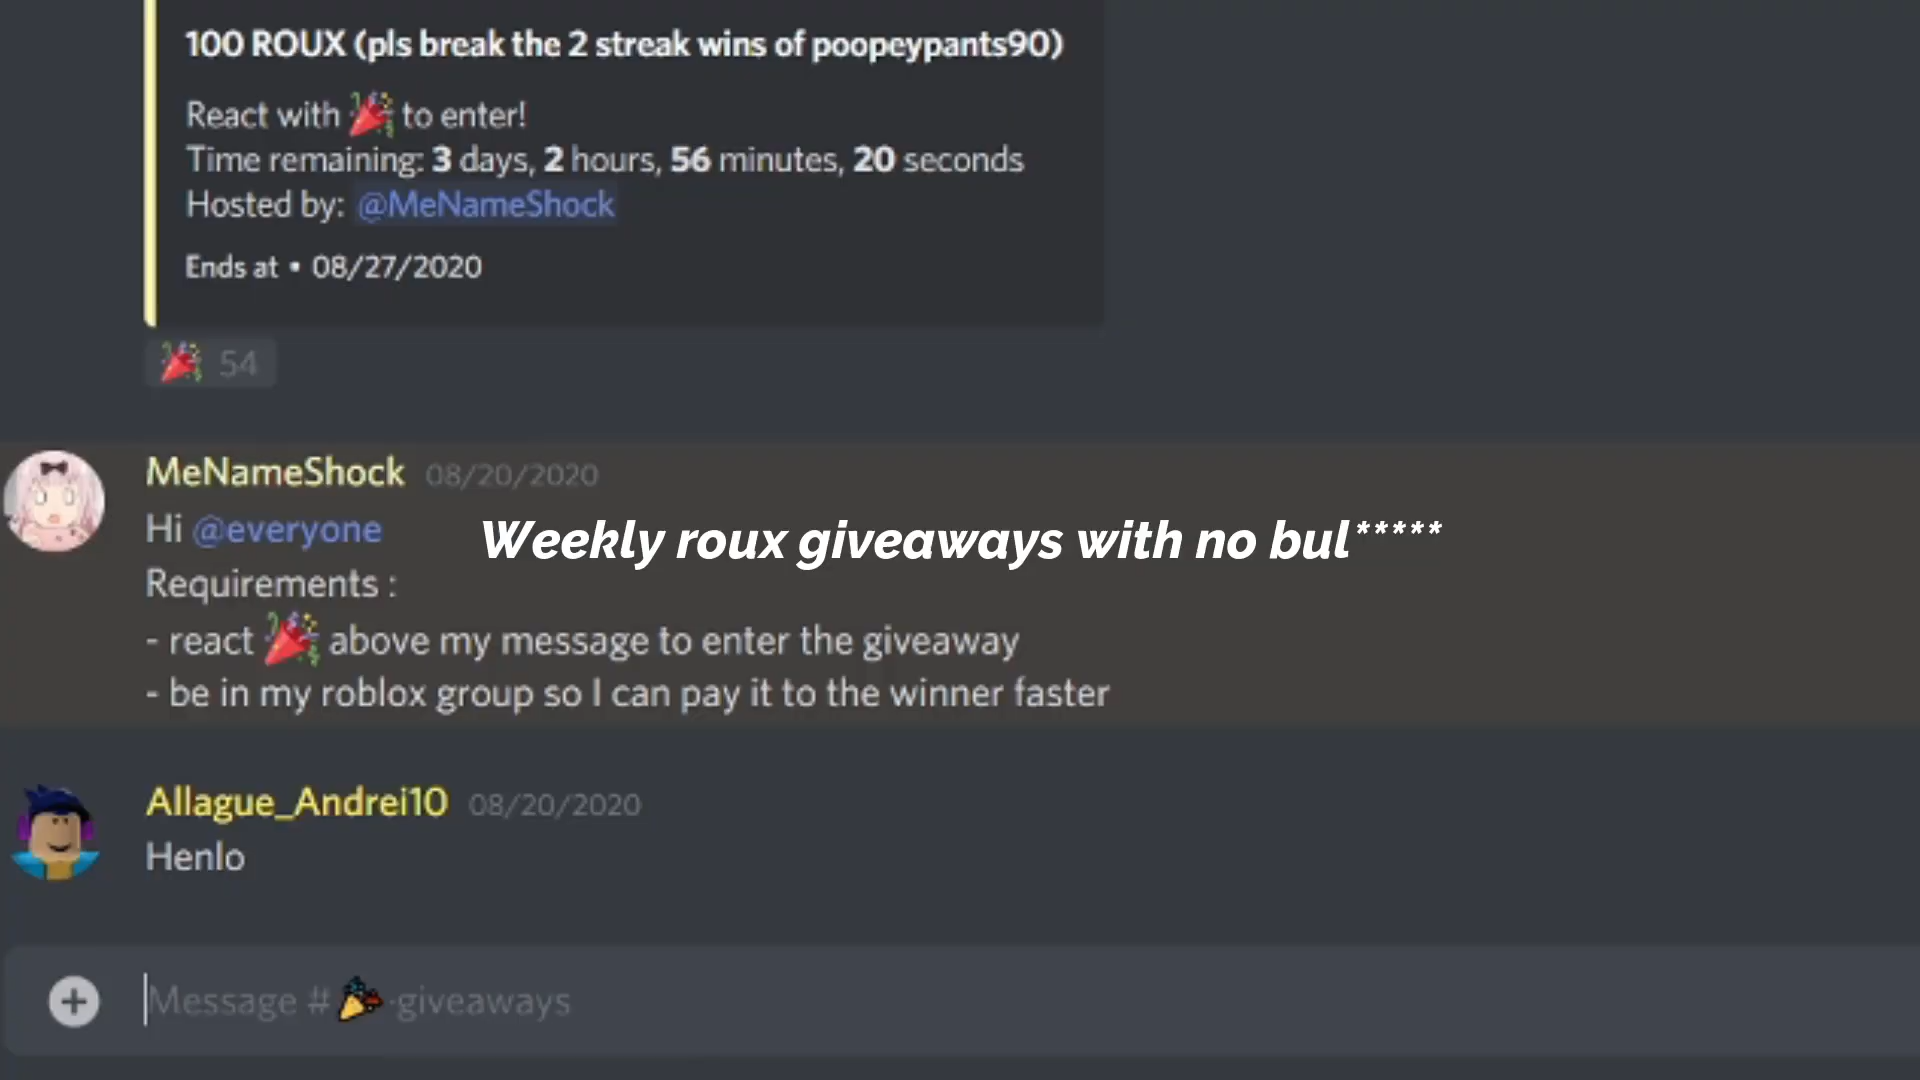 100 ROUX (pls break the 2 streak wins of poopeypants90)
React with 🎉 to enter!
Time remaining: 3 days, 2 hours, 56 minutes, 20 seconds
Hosted by: @MeNameShock
Ends at • 08/27/2020
🎉 54
MeNameShock 08/20/2020
Hi @everyone
Weekly roux giveaways with no bul*****
Requirements :
- react 🎉 above my message to enter the giveaway
- be in my roblox group so I can pay it to the winner faster
Allague_Andrei10 08/20/2020
Henlo
Message #🎉-giveaways